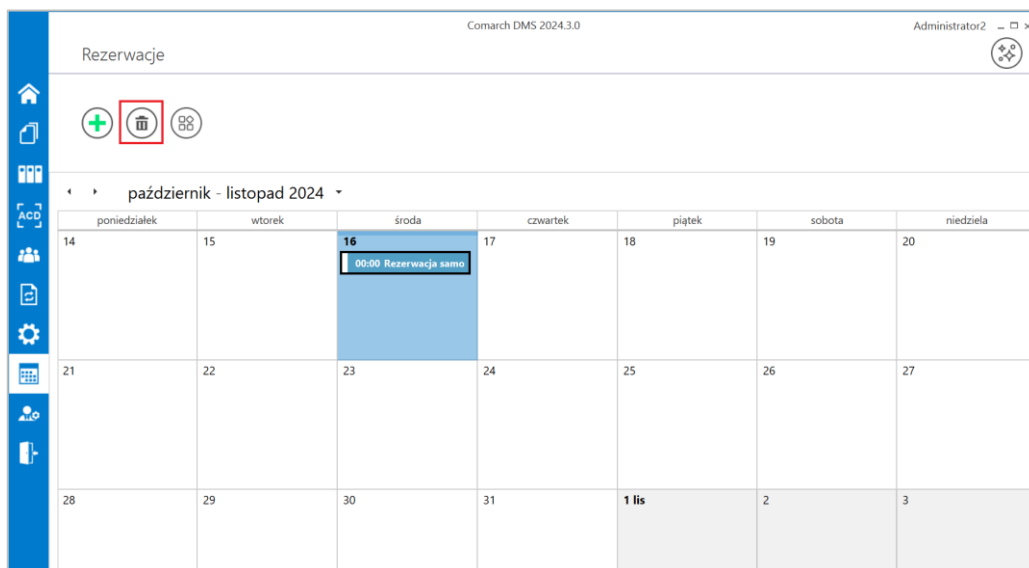 Comarch DMS 2024.3.0
Administrator2
Rezerwacje
ACD
październik - listopad 2024
poniedziałek wtorek środa czwartek piątek sobota niedziela
14 15 16 17 18 19 20
00:00 Rezerwacja samo
21 22 23 24 25 26 27
28 29 30 31 1 lis 2 3